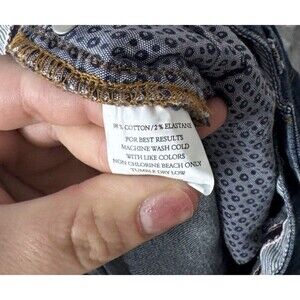 98% COTTON/2% ELASTANE
FOR BEST RESULTS
MACHINE WASH COLD
WITH LIKE COLORS
NON CHLORINE BEACH ONLY
TUMBLE DRY LOW